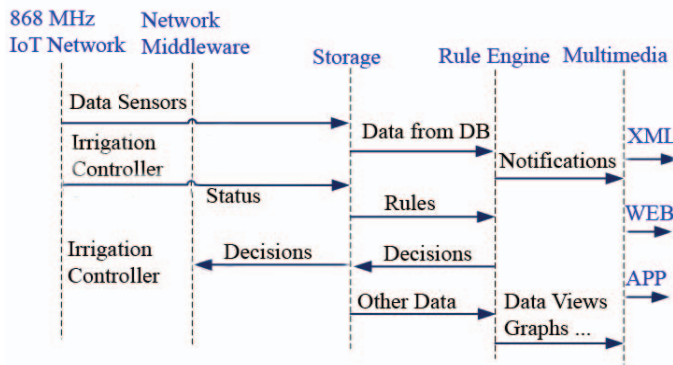 868 MHz
IoT Network
Network
Middleware
Storage
Rule Engine
Multimedia
Data Sensors
Data from DB
XML
Irrigation
Controller
Notifications
Status
Rules
WEB
Irrigation
Controller
Decisions
Decisions
APP
Other Data
Data Views
Graphs ...